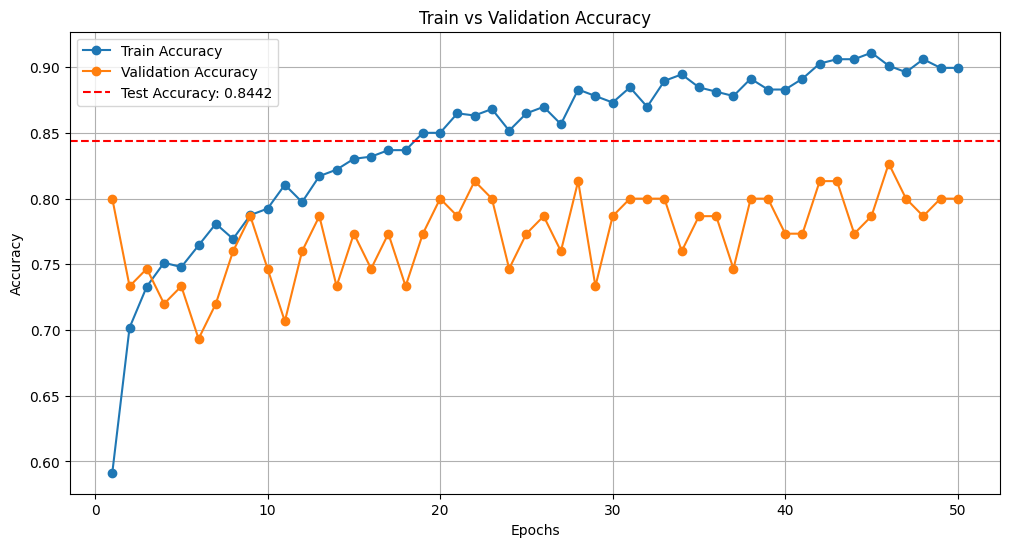 Train vs Validation Accuracy
Train Accuracy
Validation Accuracy
Test Accuracy: 0.8442
Accuracy
0.90
0.85
0.80
0.75
0.70
0.65
0.60
0
10
20
30
40
50
Epochs